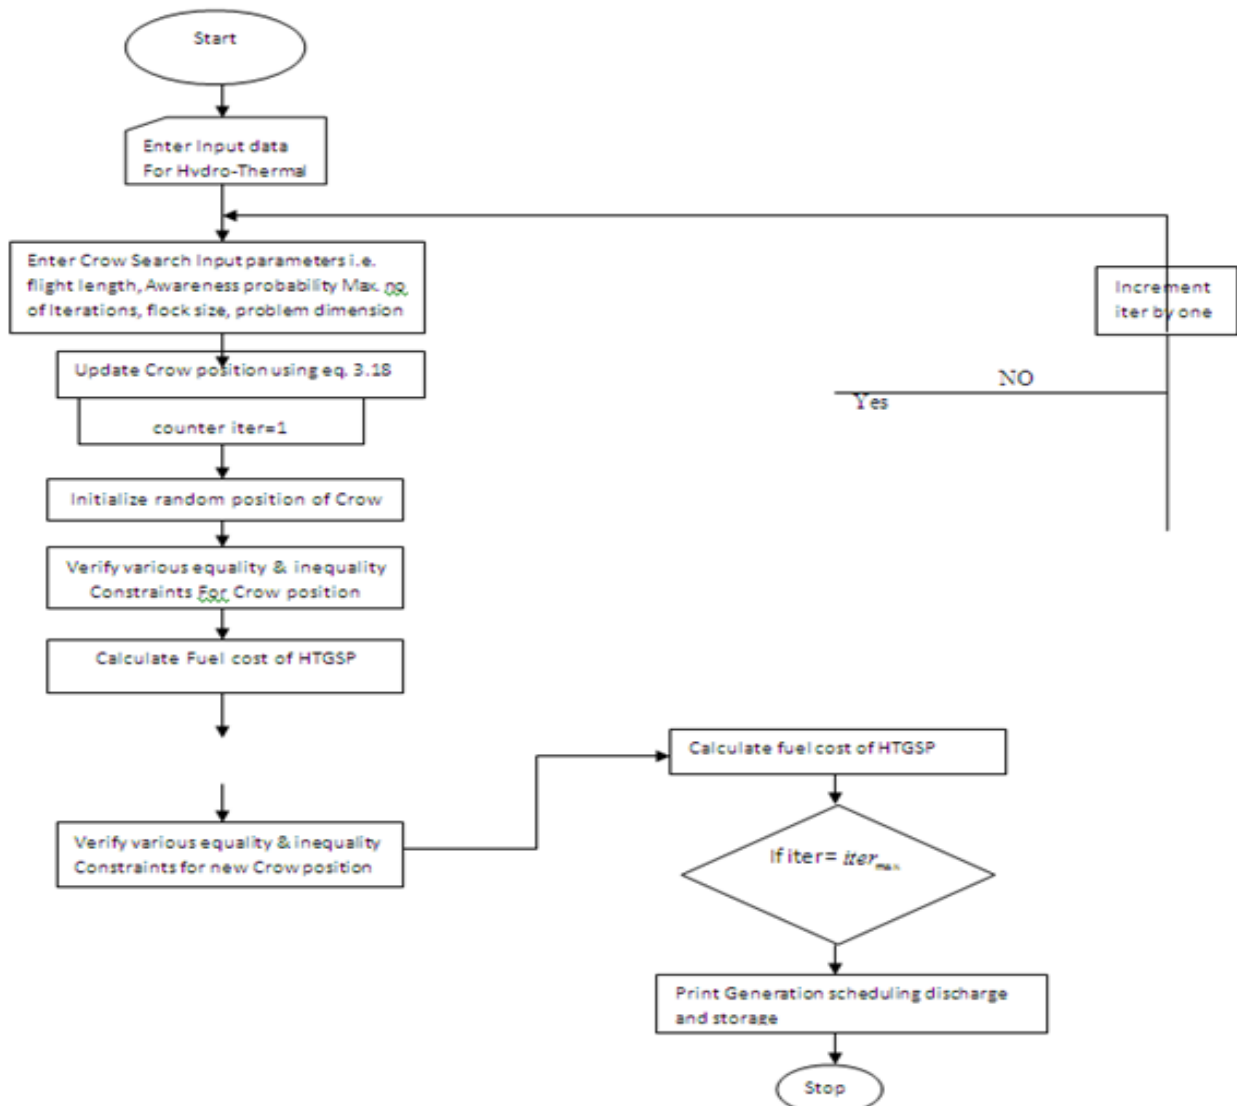 Start
Enter Input data
For Hydro-Thermal
Enter Crow Search Input parameters i.e.
flight length, Awareness probability Max. no
of Iterations, flock size, problem dimension
Increment
iter by one
Update Crow position using eq. 3.18
NO
Yes
counter iter=1
Initialize random position of Crow
Verify various equality & inequality
Constraints For Crow position
Calculate Fuel cost of HTGSP
Verify various equality & inequality
Constraints for new Crow position
Calculate fuel cost of HTGSP
If iter= iter max
Print Generation scheduling discharge
and storage
Stop